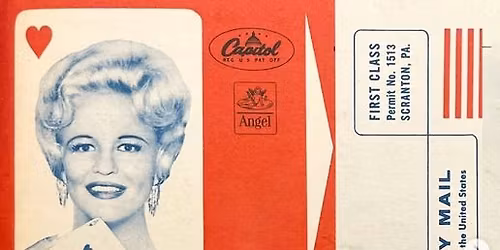 Capitol
REG. U.S. PAT. OFF.
Angel
FIRST CLASS
Permit No. 1513
SCRANTON, PA.
Y MAIL
the United States